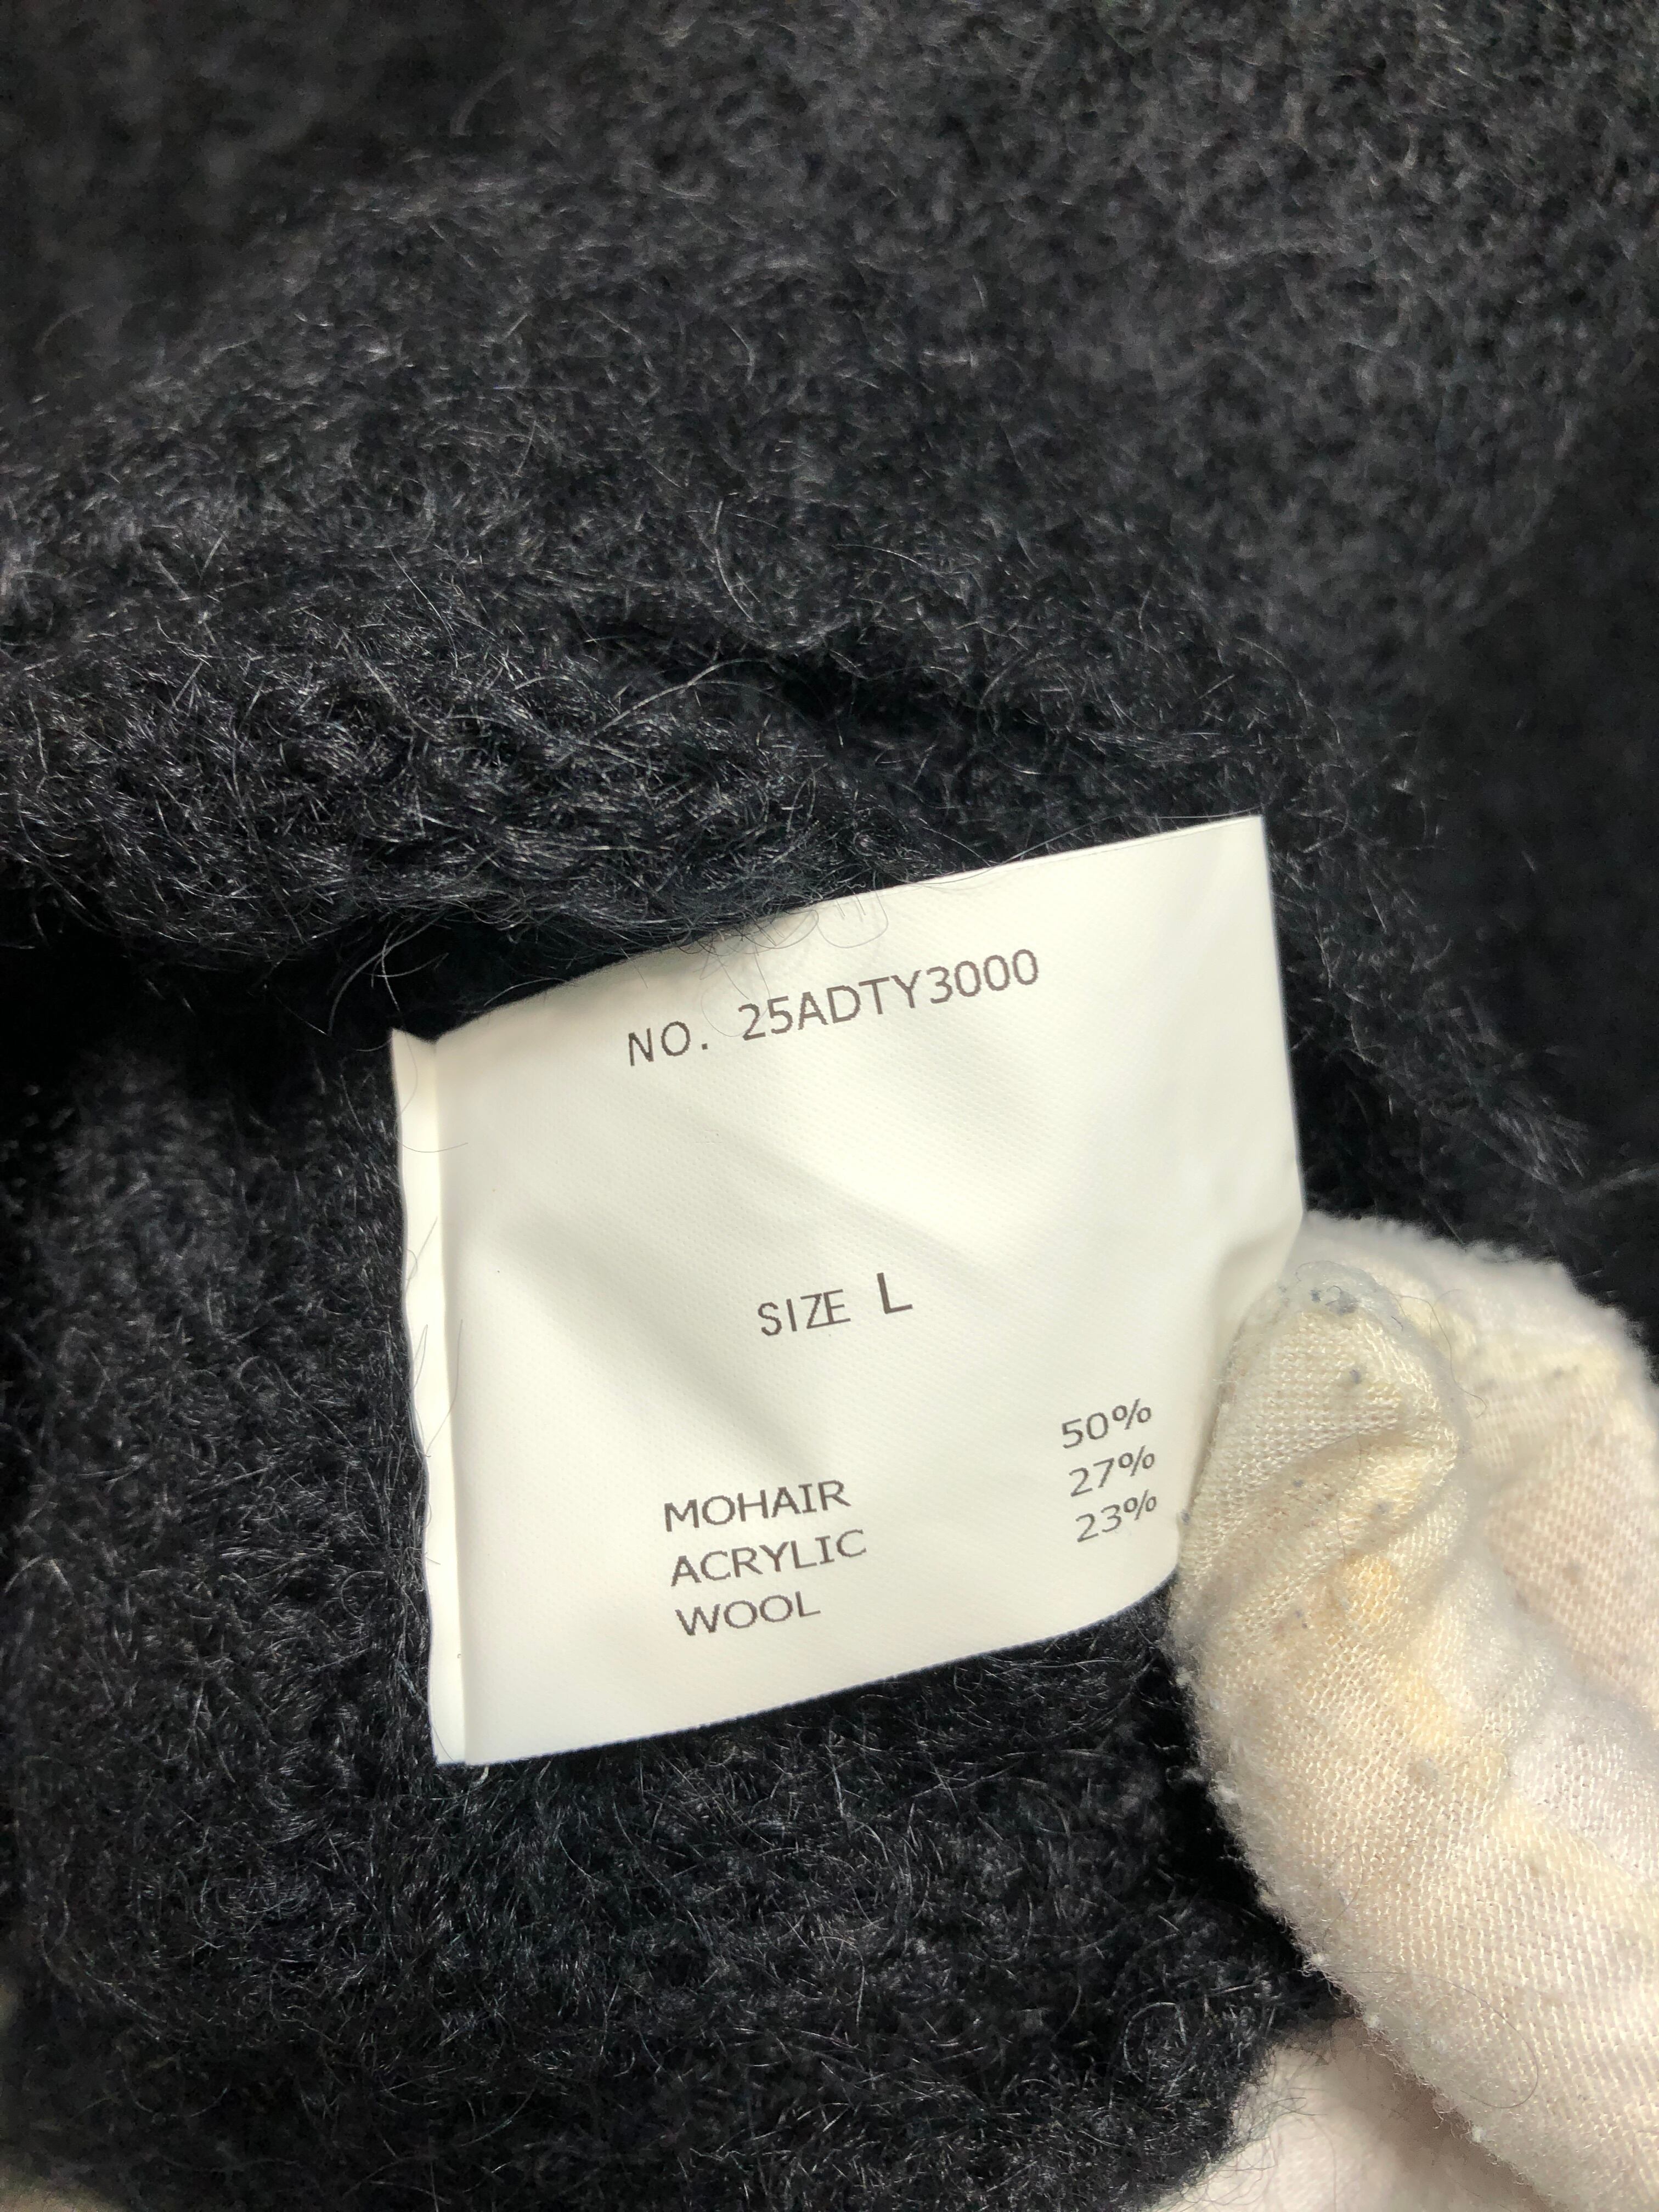 NO. 25ADTY3000
SIZE L
MOHAIR 50%
ACRYLIC 27%
WOOL 23%